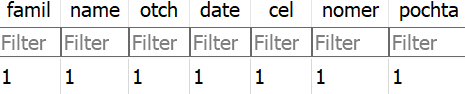 famil name otch date cel nomer pochta
Filter Filter Filter Filter Filter Filter Filter
1 1 1 1 1 1 1